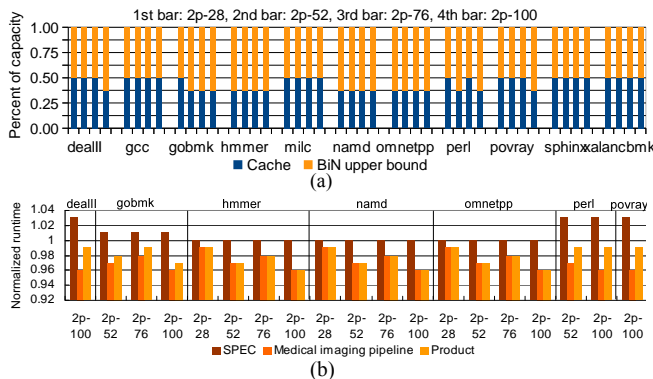 1st bar: 2p-28, 2nd bar: 2p-52, 3rd bar: 2p-76, 4th bar: 2p-100
Percent of capacity
1.00
0.75
0.50
0.25
0.00
dealII gcc gobmk hmmer milc namd omnetpp perl povray sphinx xalancbmk
Cache BiN upper bound
(a)
dealII gobmk hmmer namd omnetpp perl povray
Normalized runtime
1.04
1.02
1
0.98
0.96
0.94
0.92
2p- 2p- 2p- 2p- 2p- 2p- 2p- 2p- 2p- 2p- 2p- 2p- 2p- 2p- 2p- 2p- 2p- 2p- 2p-
100 52 76 100 28 52 76 100 28 52 76 100 28 52 76 100 52 100 100
SPEC Medical imaging pipeline Product
(b)